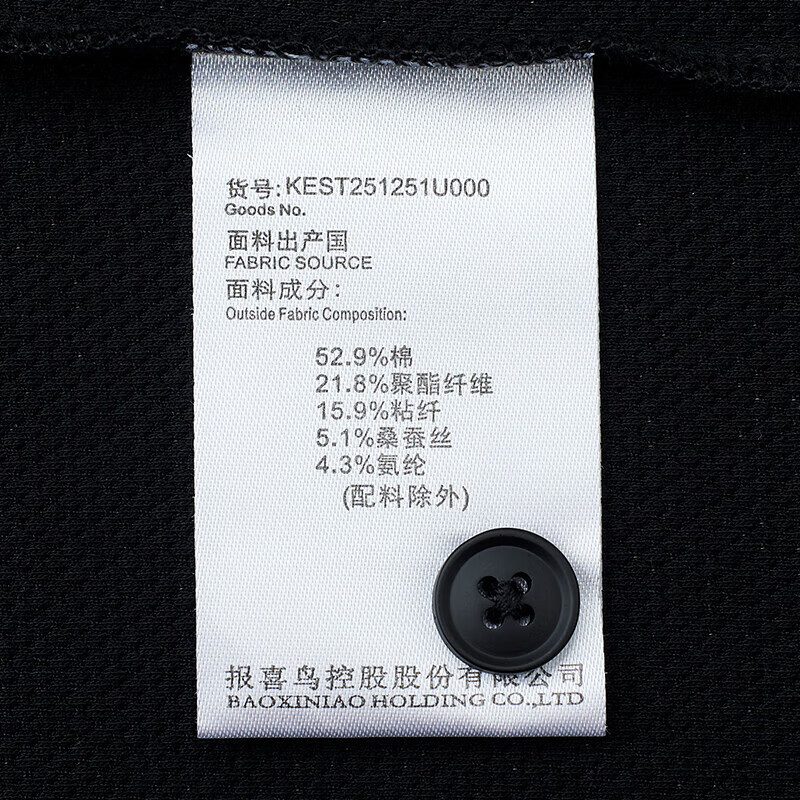 货号:KEST251251U000
Goods No.
面料出产国
FABRIC SOURCE
面料成分:
Outside Fabric Composition:
52.9%棉
21.8%聚酯纤维
15.9%粘纤
5.1%桑蚕丝
4.3%氨纶
(配料除外)
报喜鸟控股股份有限公司
BAOXINIAO HOLDING CO.,LTD